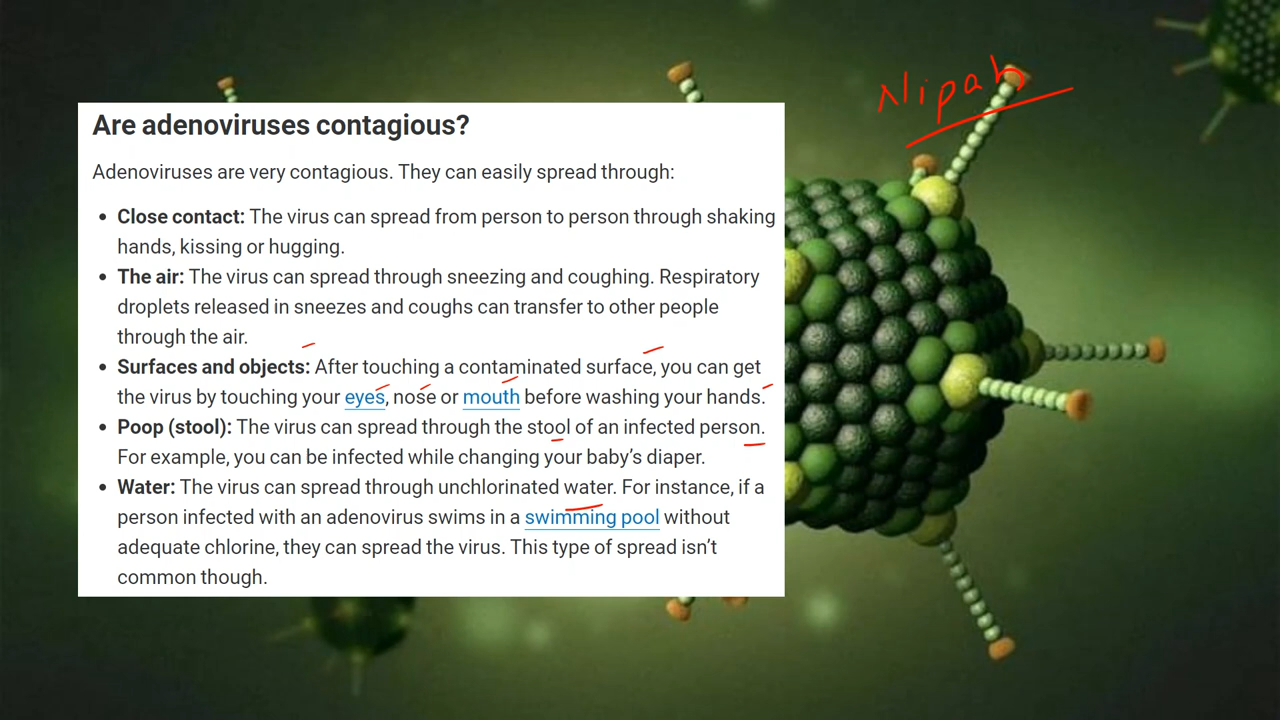 Are adenoviruses contagious?
Adenoviruses are very contagious. They can easily spread through:
• Close contact: The virus can spread from person to person through shaking
hands, kissing or hugging.
• The air: The virus can spread through sneezing and coughing. Respiratory
droplets released in sneezes and coughs can transfer to other people
through the air.
• Surfaces and objects: After touching a contaminated surface, you can get
the virus by touching your eyes, nose or mouth before washing your hands.
• Poop (stool): The virus can spread through the stool of an infected person.
For example, you can be infected while changing your baby’s diaper.
• Water: The virus can spread through unchlorinated water. For instance, if a
person infected with an adenovirus swims in a swimming pool without
adequate chlorine, they can spread the virus. This type of spread isn’t
common though.
Nipah